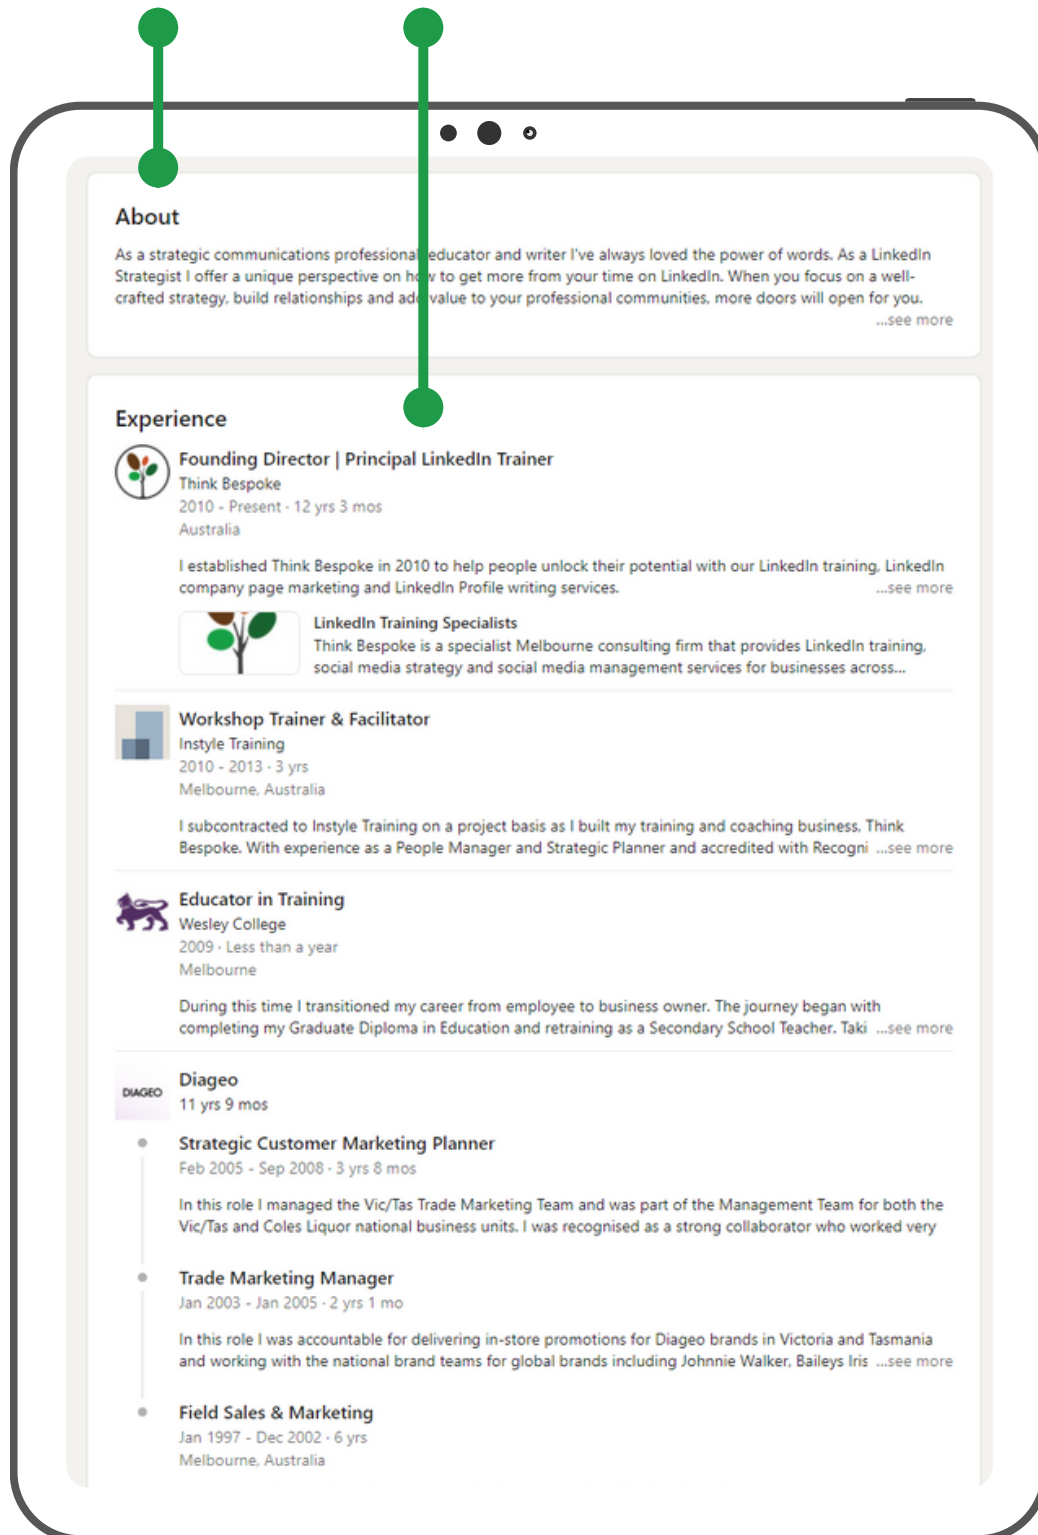 About
As a strategic communications professional educator and writer I've always loved the power of words. As a LinkedIn
Strategist I offer a unique perspective on how to get more from your time on LinkedIn. When you focus on a well-
crafted strategy, build relationships and add value to your professional communities, more doors will open for you.
...see more
Experience
Founding Director | Principal LinkedIn Trainer
Think Bespoke
2010 - Present · 12 yrs 3 mos
Australia
I established Think Bespoke in 2010 to help people unlock their potential with our LinkedIn training, LinkedIn
company page marketing and LinkedIn Profile writing services. ...see more
LinkedIn Training Specialists
Think Bespoke is a specialist Melbourne consulting firm that provides LinkedIn training,
social media strategy and social media management services for businesses across...
Workshop Trainer & Facilitator
Instyle Training
2010 - 2013 · 3 yrs
Melbourne, Australia
I subcontracted to Instyle Training on a project basis as I built my training and coaching business, Think
Bespoke. With experience as a People Manager and Strategic Planner and accredited with Recogni ...see more
Educator in Training
Wesley College
2009 · Less than a year
Melbourne
During this time I transitioned my career from employee to business owner. The journey began with
completing my Graduate Diploma in Education and retraining as a Secondary School Teacher. Taki ...see more
DIAGEO
Diageo
11 yrs 9 mos
Strategic Customer Marketing Planner
Feb 2005 - Sep 2008 · 3 yrs 8 mos
In this role I managed the Vic/Tas Trade Marketing Team and was part of the Management Team for both the
Vic/Tas and Coles Liquor national business units. I was recognised as a strong collaborator who worked very
Trade Marketing Manager
Jan 2003 - Jan 2005 · 2 yrs 1 mo
In this role I was accountable for delivering in-store promotions for Diageo brands in Victoria and Tasmania
and working with the national brand teams for global brands including Johnnie Walker, Baileys Iris ...see more
Field Sales & Marketing
Jan 1997 - Dec 2002 · 6 yrs
Melbourne, Australia